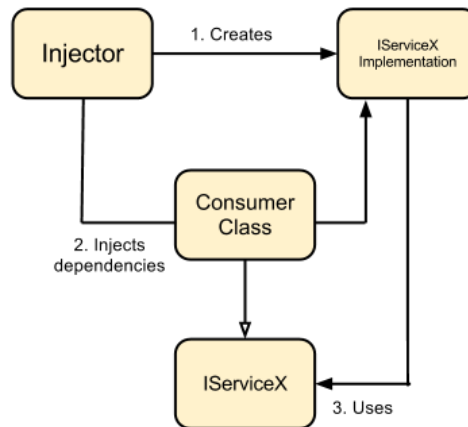 Injector
1. Creates
IServiceX
Implementation
Consumer
Class
2. Injects
dependencies
IServiceX
3. Uses